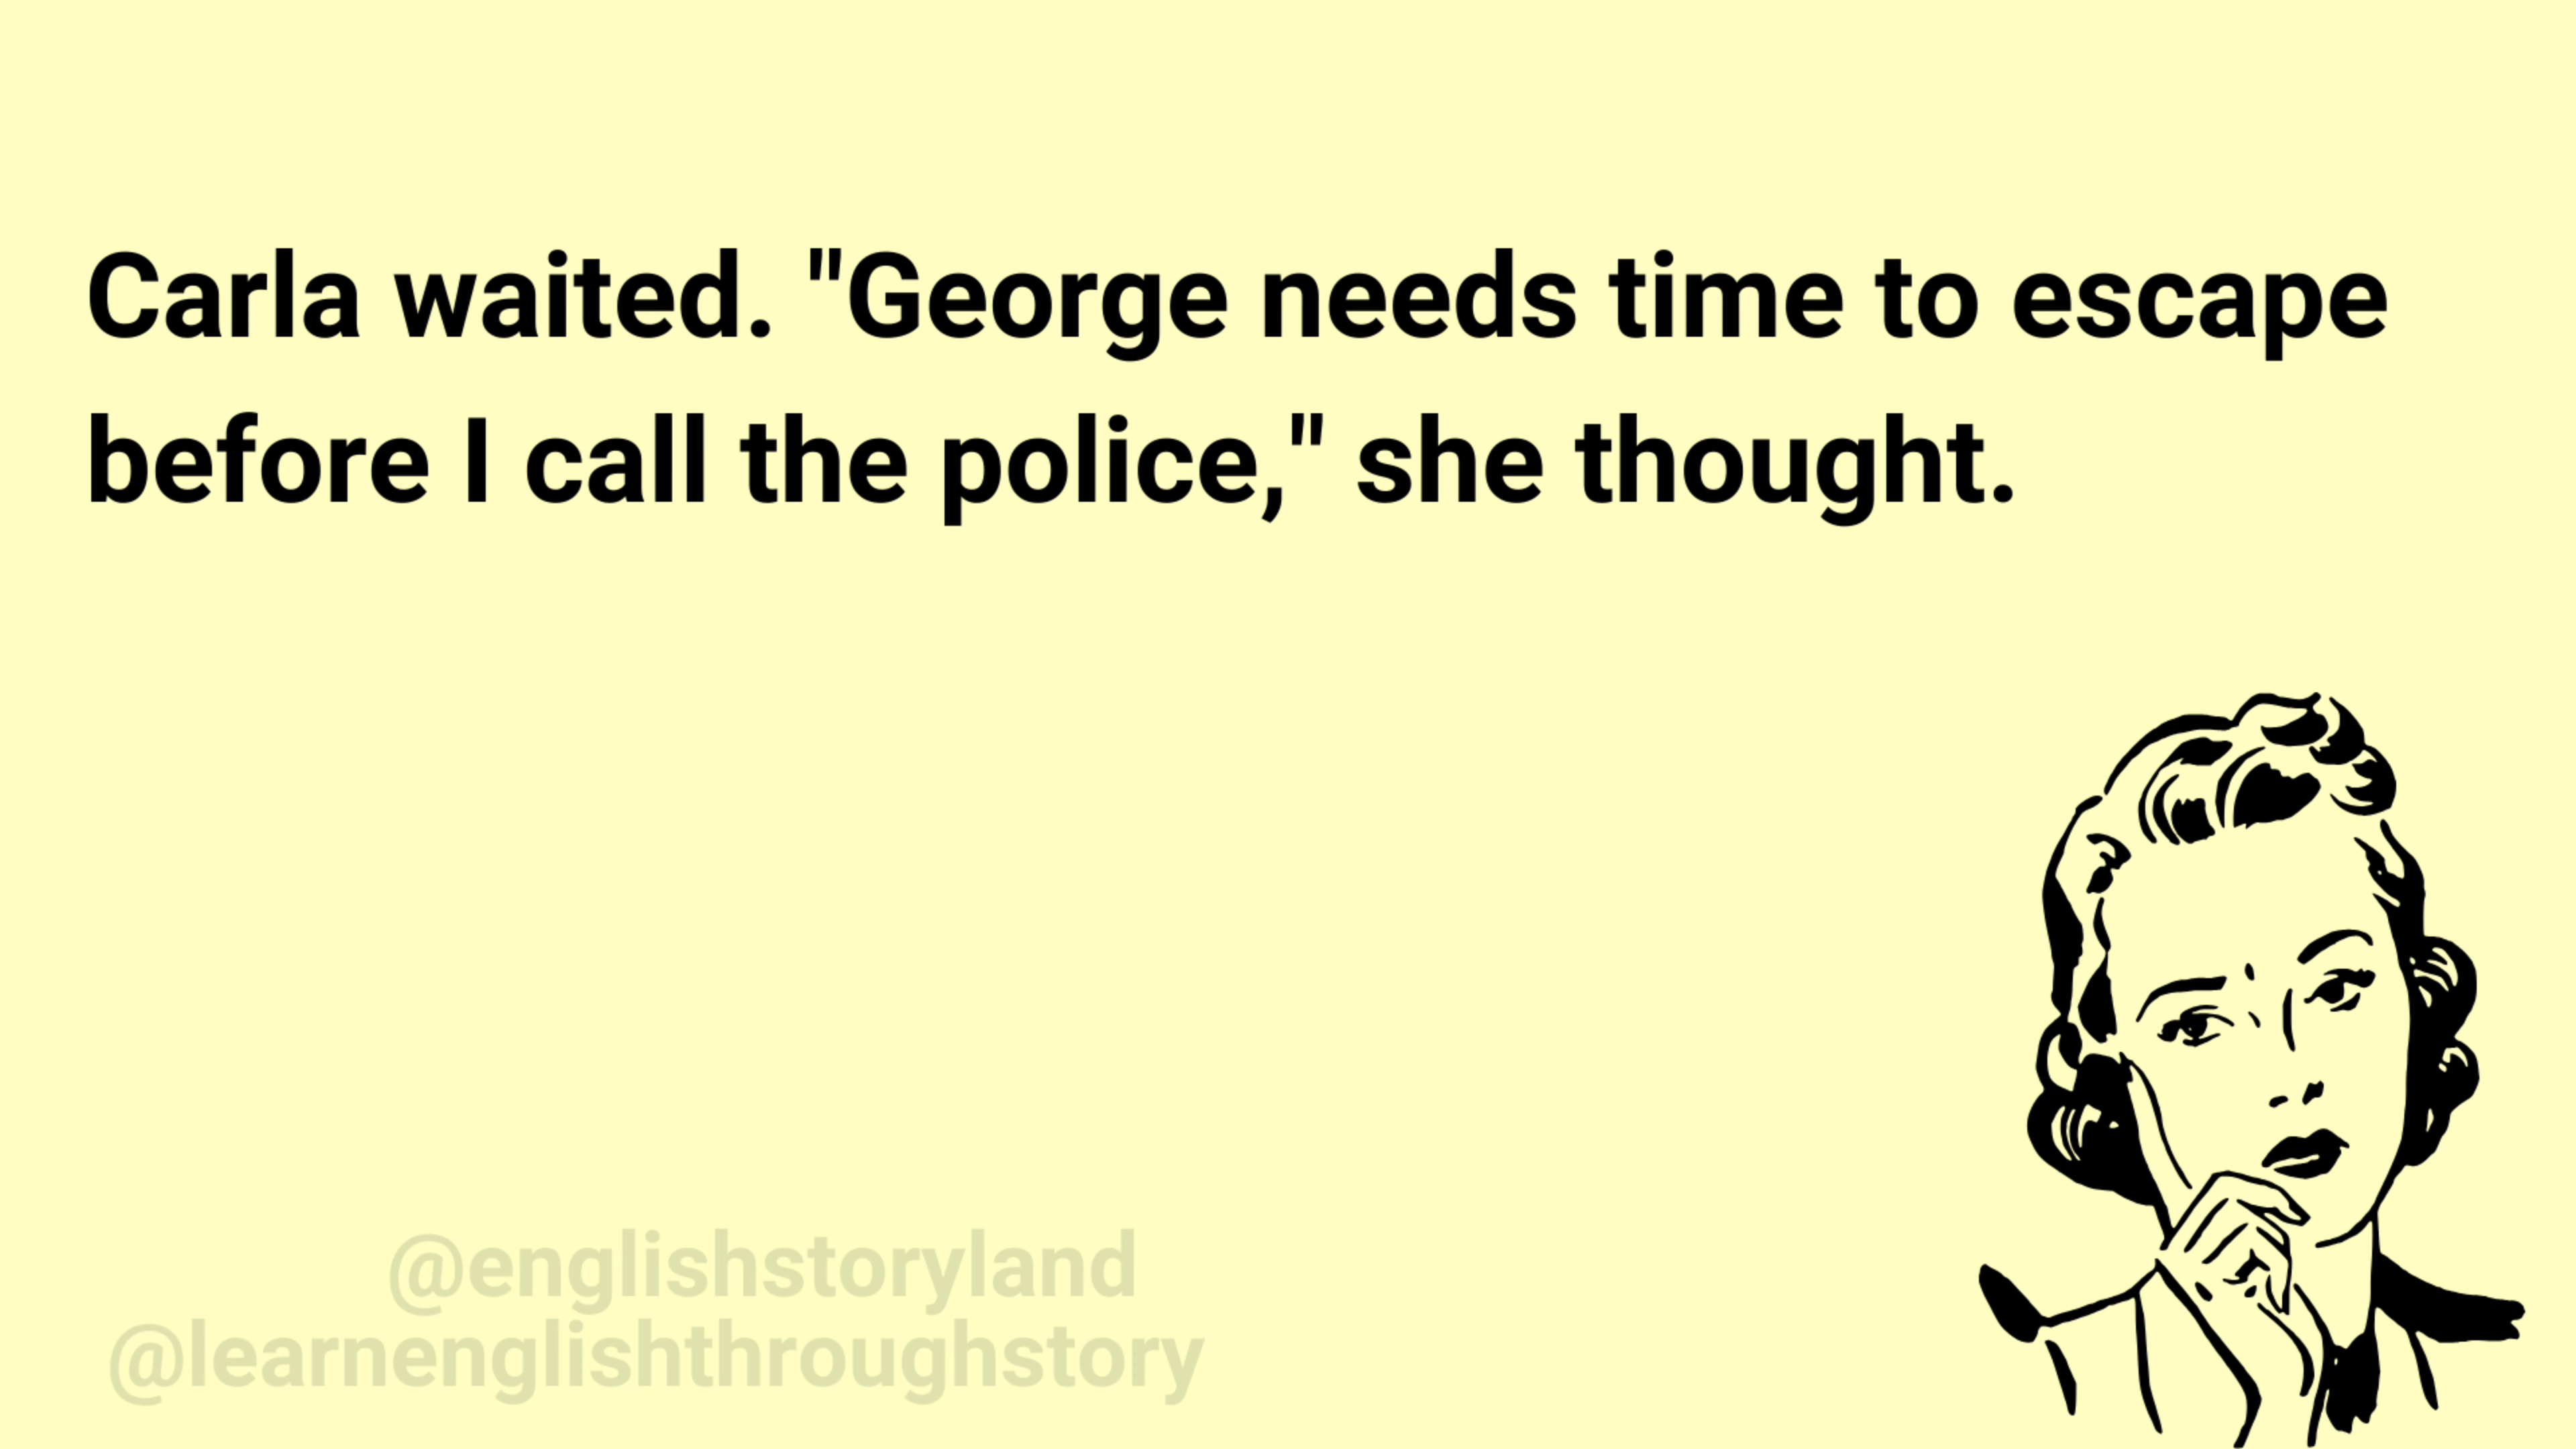 Carla waited. "George needs time to escape
before I call the police," she thought.
@englishstoryland
@learnenglishthroughstory